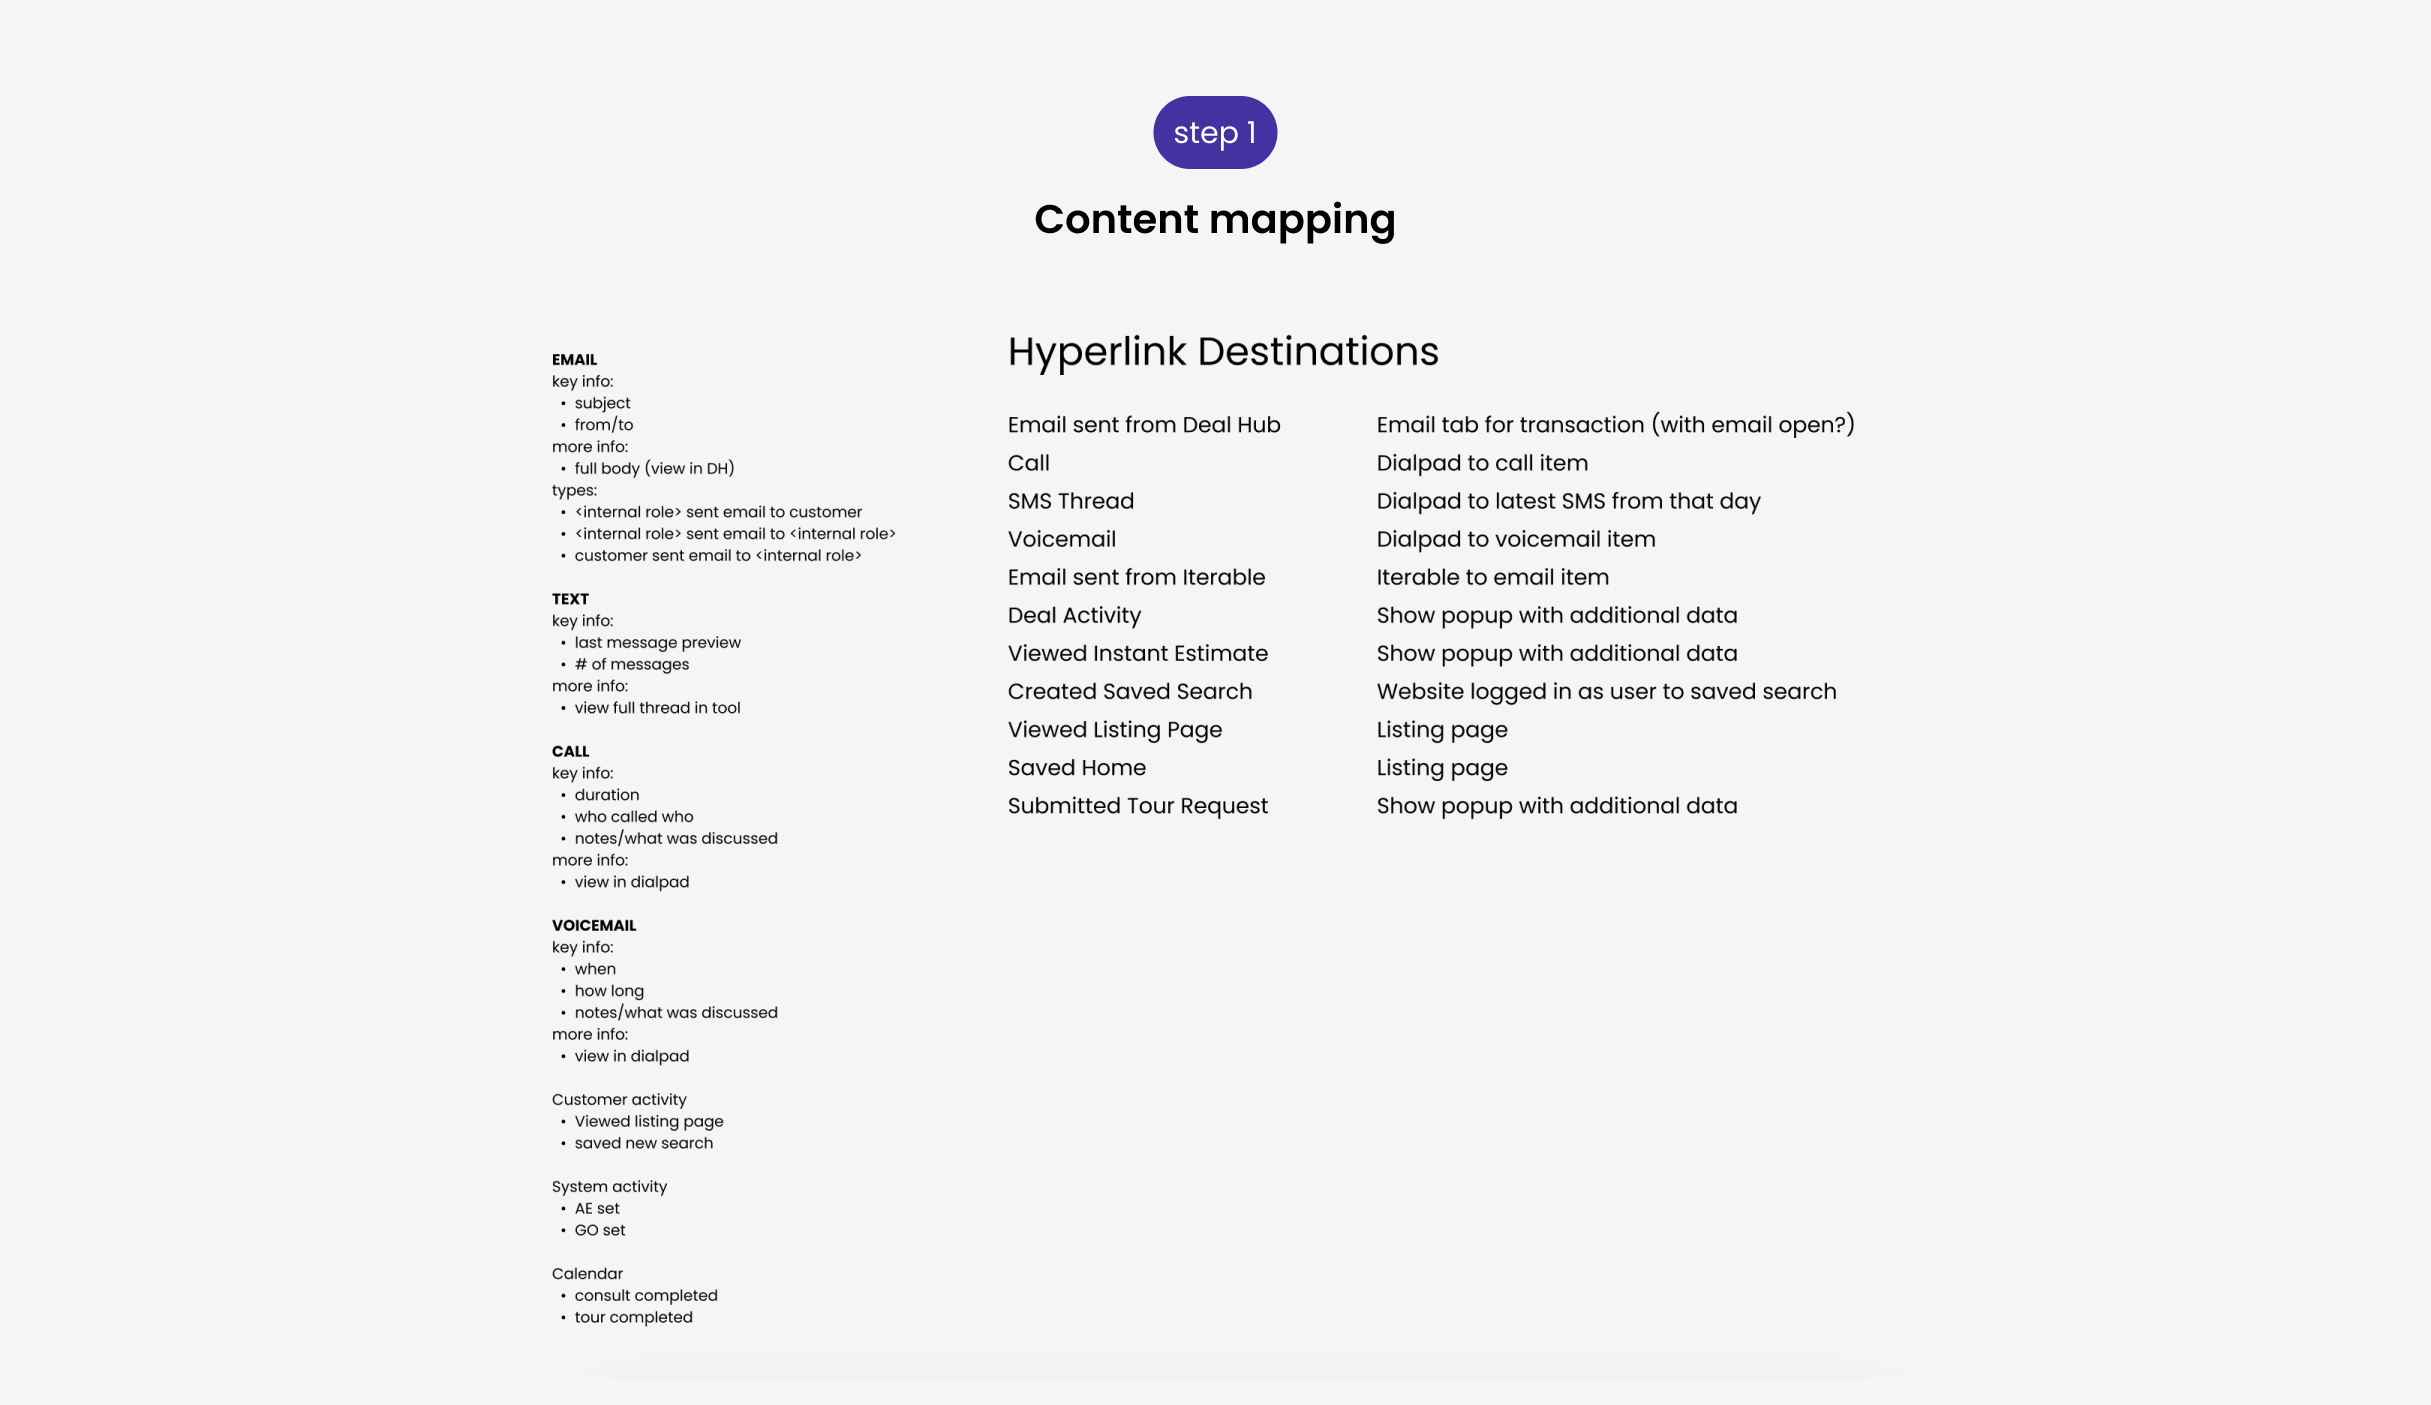 step 1
Content mapping
EMAIL
key info:
• subject
• from/to
more info:
• full body (view in DH)
types:
• <internal role> sent email to customer
• <internal role> sent email to <internal role>
• customer sent email to <internal role>
TEXT
key info:
• last message preview
• # of messages
more info:
• view full thread in tool
CALL
key info:
• duration
• who called who
• notes/what was discussed
more info:
• view in dialpad
VOICEMAIL
key info:
• when
• how long
• notes/what was discussed
more info:
• view in dialpad
Customer activity
• Viewed listing page
• saved new search
System activity
• AE set
• GO set
Calendar
• consult completed
• tour completed
Hyperlink Destinations
Email sent from Deal Hub Email tab for transaction (with email open?)
Call Dialpad to call item
SMS Thread Dialpad to latest SMS from that day
Voicemail Dialpad to voicemail item
Email sent from Iterable Iterable to email item
Deal Activity Show popup with additional data
Viewed Instant Estimate Show popup with additional data
Created Saved Search Website logged in as user to saved search
Viewed Listing Page Listing page
Saved Home Listing page
Submitted Tour Request Show popup with additional data